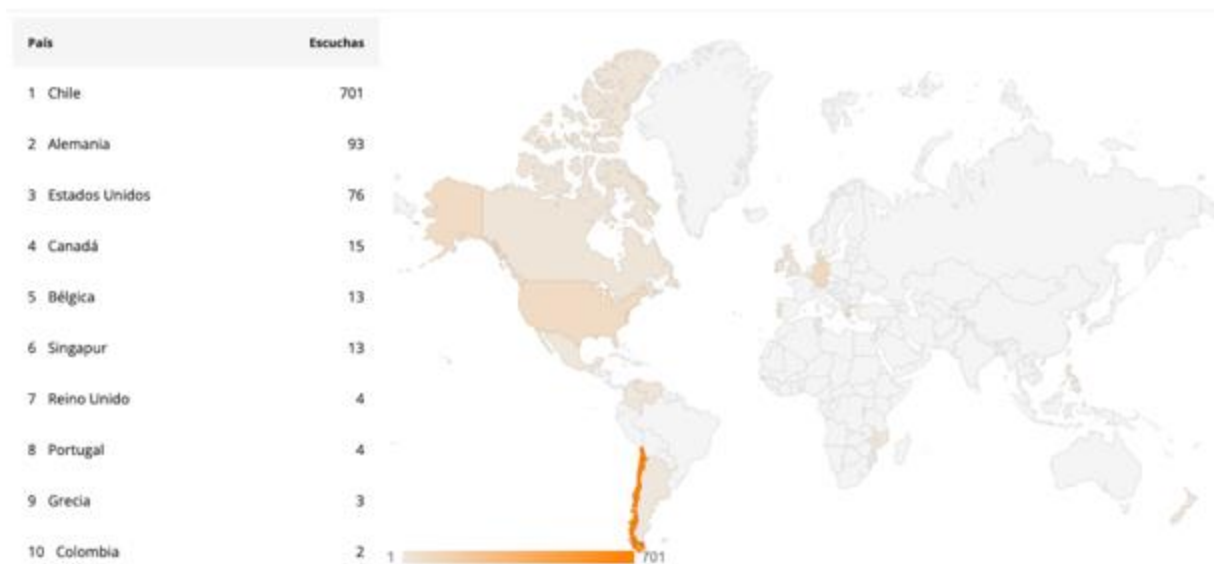 País Escuchas
1 Chile 701
2 Alemania 93
3 Estados Unidos 76
4 Canadá 15
5 Bélgica 13
6 Singapur 13
7 Reino Unido 4
8 Portugal 4
9 Grecia 3
10 Colombia 2
1 701